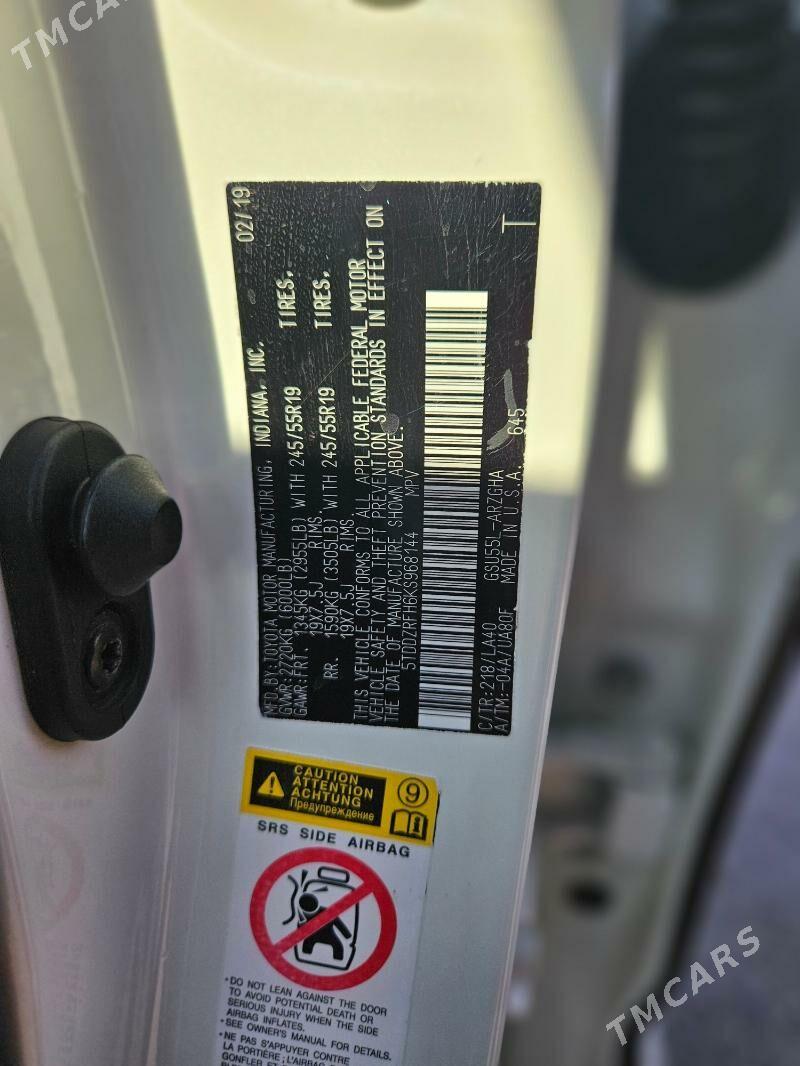 TMCARS
MFD.BY:TOYOTA MOTOR MANUFACTURING, INDIANA, INC. 02/19
GVWR:2720KG (6000LB)
GAWR:FRT. 1345KG (2955LB) WITH 245/55R19 TIRES,
19X7.5J RIMS,
RR. 1590KG (3505LB) WITH 245/55R19 TIRES,
19X7.5J RIMS
THIS VEHICLE CONFORMS TO ALL APPLICABLE FEDERAL MOTOR
VEHICLE SAFETY AND THEFT PREVENTION STANDARDS IN EFFECT ON
THE DATE OF MANUFACTURE SHOWN ABOVE.
5TDDZRFH6KS968144 MPV
C/TR:218/LA40 GSU55L-ARZGHA 645 T
A/TM:-04A/UA80F MADE IN U.S.A.
CAUTION
ATTENTION
ACHTUNG
Предупреждение
9
SRS SIDE AIRBAG
•DO NOT LEAN AGAINST THE DOOR
TO AVOID POTENTIAL DEATH OR
SERIOUS INJURY WHEN THE SIDE
AIRBAG INFLATES.
•SEE OWNER'S MANUAL FOR DETAILS.
•NE PAS S'APPUYER CONTRE
LA PORTIÈRE; L'AIRBAG
GONFLER
TMCARS